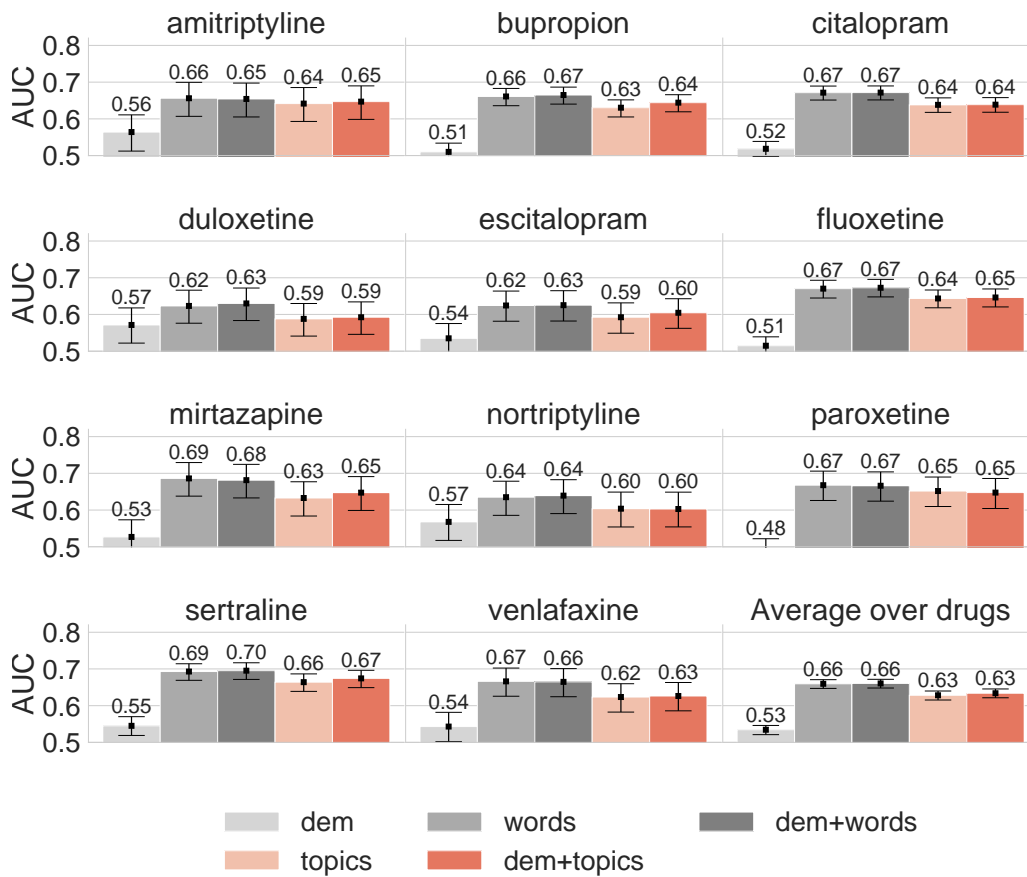 amitriptyline bupropion citalopram
0.8
0.7
0.6
0.5
AUC
0.56 0.66 0.65 0.64 0.65
0.51 0.66 0.67 0.63 0.64
0.52 0.67 0.67 0.64 0.64
duloxetine escitalopram fluoxetine
0.8
0.7
0.6
0.5
AUC
0.57 0.62 0.63 0.59 0.59
0.54 0.62 0.63 0.59 0.60
0.51 0.67 0.67 0.64 0.65
mirtazapine nortriptyline paroxetine
0.8
0.7
0.6
0.5
AUC
0.53 0.69 0.68 0.63 0.65
0.57 0.64 0.64 0.60 0.60
0.48 0.67 0.67 0.65 0.65
sertraline venlafaxine Average over drugs
0.8
0.7
0.6
0.5
AUC
0.55 0.69 0.70 0.66 0.67
0.54 0.67 0.66 0.62 0.63
0.53 0.66 0.66 0.63 0.63
dem words dem+words
topics dem+topics